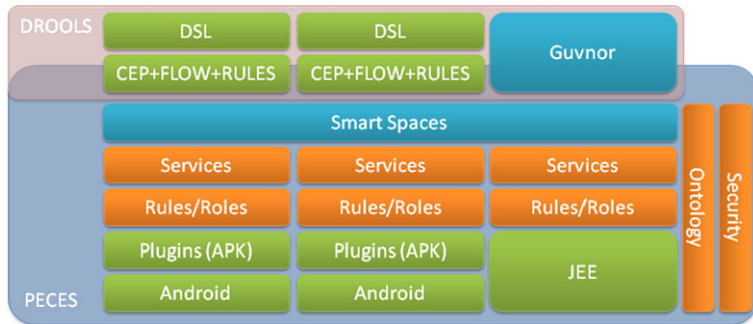 DROOLS
DSL
DSL
Guvnor
CEP+FLOW+RULES
CEP+FLOW+RULES
Smart Spaces
Services
Services
Services
Rules/Roles
Rules/Roles
Rules/Roles
Plugins (APK)
Plugins (APK)
JEE
Android
Android
PECES
Ontology
Security